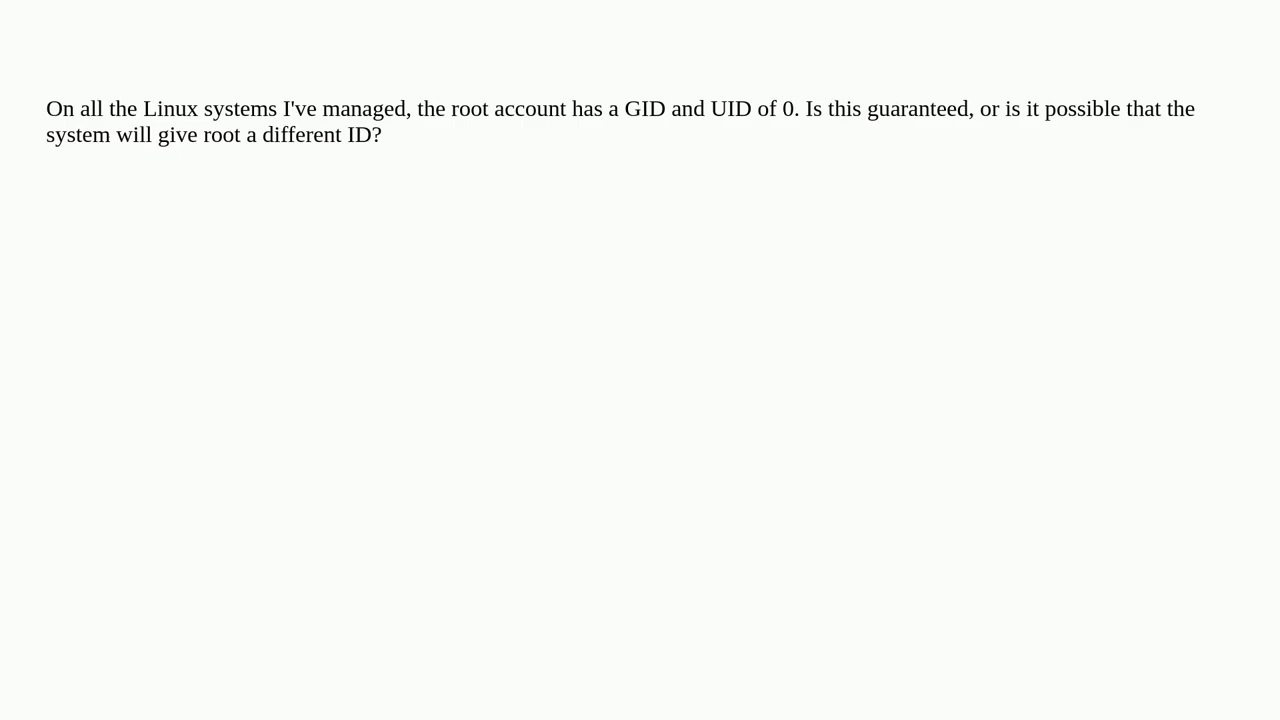 On all the Linux systems I've managed, the root account has a GID and UID of 0. Is this guaranteed, or is it possible that the
system will give root a different ID?